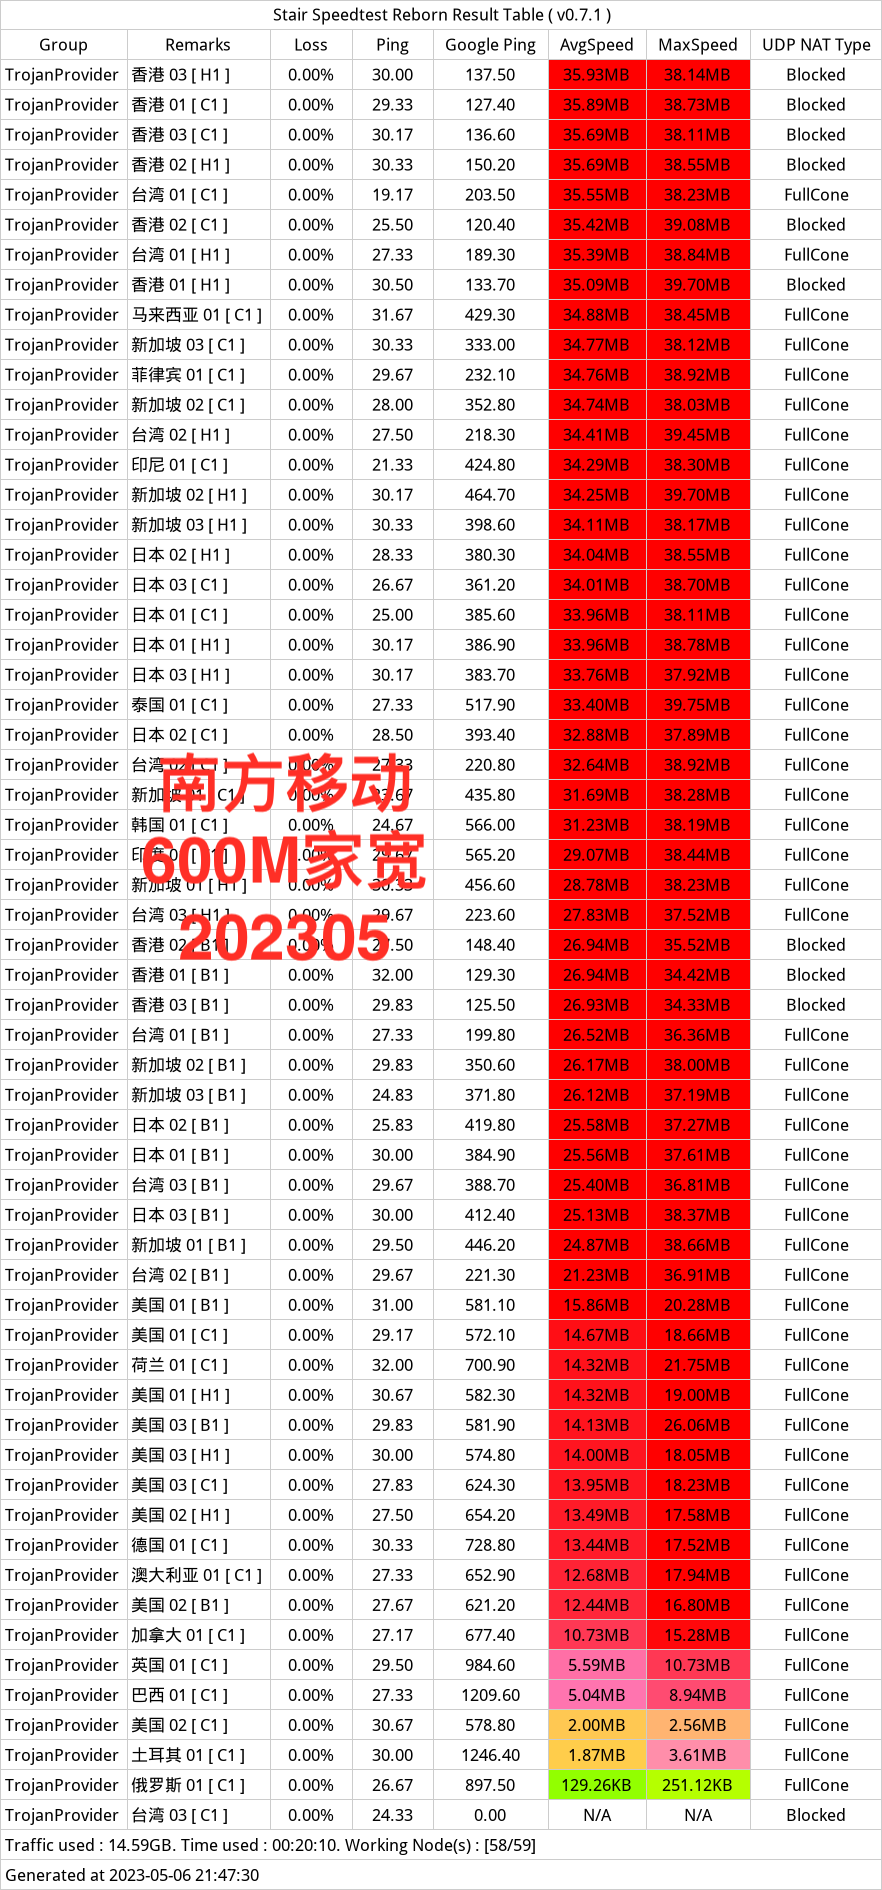 Stair Speedtest Reborn Result Table ( v0.7.1 )
Group Remarks Loss Ping Google Ping AvgSpeed MaxSpeed UDP NAT Type
TrojanProvider 香港 03 [ H1 ] 0.00% 30.00 137.50 35.93MB 38.14MB Blocked
TrojanProvider 香港 01 [ C1 ] 0.00% 29.33 127.40 35.89MB 38.73MB Blocked
TrojanProvider 香港 03 [ C1 ] 0.00% 30.17 136.60 35.69MB 38.11MB Blocked
TrojanProvider 香港 02 [ H1 ] 0.00% 30.33 150.20 35.69MB 38.55MB Blocked
TrojanProvider 台湾 01 [ C1 ] 0.00% 19.17 203.50 35.55MB 38.23MB FullCone
TrojanProvider 香港 02 [ C1 ] 0.00% 25.50 120.40 35.42MB 39.08MB Blocked
TrojanProvider 台湾 01 [ H1 ] 0.00% 27.33 189.30 35.39MB 38.84MB FullCone
TrojanProvider 香港 01 [ H1 ] 0.00% 30.50 133.70 35.09MB 39.70MB Blocked
TrojanProvider 马来西亚 01 [ C1 ] 0.00% 31.67 429.30 34.88MB 38.45MB FullCone
TrojanProvider 新加坡 03 [ C1 ] 0.00% 30.33 333.00 34.77MB 38.12MB FullCone
TrojanProvider 菲律宾 01 [ C1 ] 0.00% 29.67 232.10 34.76MB 38.92MB FullCone
TrojanProvider 新加坡 02 [ C1 ] 0.00% 28.00 352.80 34.74MB 38.03MB FullCone
TrojanProvider 台湾 02 [ H1 ] 0.00% 27.50 218.30 34.41MB 39.45MB FullCone
TrojanProvider 印尼 01 [ C1 ] 0.00% 21.33 424.80 34.29MB 38.30MB FullCone
TrojanProvider 新加坡 02 [ H1 ] 0.00% 30.17 464.70 34.25MB 39.70MB FullCone
TrojanProvider 新加坡 03 [ H1 ] 0.00% 30.33 398.60 34.11MB 38.17MB FullCone
TrojanProvider 日本 02 [ H1 ] 0.00% 28.33 380.30 34.04MB 38.55MB FullCone
TrojanProvider 日本 03 [ C1 ] 0.00% 26.67 361.20 34.01MB 38.70MB FullCone
TrojanProvider 日本 01 [ C1 ] 0.00% 25.00 385.60 33.96MB 38.11MB FullCone
TrojanProvider 日本 01 [ H1 ] 0.00% 30.17 386.90 33.96MB 38.78MB FullCone
TrojanProvider 日本 03 [ H1 ] 0.00% 30.17 383.70 33.76MB 37.92MB FullCone
TrojanProvider 泰国 01 [ C1 ] 0.00% 27.33 517.90 33.40MB 39.75MB FullCone
TrojanProvider 日本 02 [ C1 ] 0.00% 28.50 393.40 32.88MB 37.89MB FullCone
TrojanProvider 台湾 02 [ C1 ] 0.00% 27.33 220.80 32.64MB 38.92MB FullCone
南方移动
TrojanProvider 新加坡 01 [ C1 ] 0.00% 435.80 31.69MB 38.28MB FullCone
TrojanProvider 韩国 01 [ C1 ] 0.00% 24.67 566.00 31.23MB 38.19MB FullCone
TrojanProvider 印度 0.00% 29.67 565.20 29.07MB 38.44MB FullCone
600M家宽
TrojanProvider 新加坡 01 [ H1 ] 0.00% 30.33 456.60 28.78MB 38.23MB FullCone
TrojanProvider 台湾 03 [ H1 ] 0.00% 29.67 223.60 27.83MB 37.52MB FullCone
202305
TrojanProvider 香港 02 [ B1 ] 0.00% 148.40 26.94MB 35.52MB Blocked
TrojanProvider 香港 01 [ B1 ] 0.00% 32.00 129.30 26.94MB 34.42MB Blocked
TrojanProvider 香港 03 [ B1 ] 0.00% 29.83 125.50 26.93MB 34.33MB Blocked
TrojanProvider 台湾 01 [ B1 ] 0.00% 27.33 199.80 26.52MB 36.36MB FullCone
TrojanProvider 新加坡 02 [ B1 ] 0.00% 29.83 350.60 26.17MB 38.00MB FullCone
TrojanProvider 新加坡 03 [ B1 ] 0.00% 24.83 371.80 26.12MB 37.19MB FullCone
TrojanProvider 日本 02 [ B1 ] 0.00% 25.83 419.80 25.58MB 37.27MB FullCone
TrojanProvider 日本 01 [ B1 ] 0.00% 30.00 384.90 25.56MB 37.61MB FullCone
TrojanProvider 台湾 03 [ B1 ] 0.00% 29.67 388.70 25.40MB 36.81MB FullCone
TrojanProvider 日本 03 [ B1 ] 0.00% 30.00 412.40 25.13MB 38.37MB FullCone
TrojanProvider 新加坡 01 [ B1 ] 0.00% 29.50 446.20 24.87MB 38.66MB FullCone
TrojanProvider 台湾 02 [ B1 ] 0.00% 29.67 221.30 21.23MB 36.91MB FullCone
TrojanProvider 美国 01 [ B1 ] 0.00% 31.00 581.10 15.86MB 20.28MB FullCone
TrojanProvider 美国 01 [ C1 ] 0.00% 29.17 572.10 14.67MB 18.66MB FullCone
TrojanProvider 荷兰 01 [ C1 ] 0.00% 32.00 700.90 14.32MB 21.75MB FullCone
TrojanProvider 美国 01 [ H1 ] 0.00% 30.67 582.30 14.32MB 19.00MB FullCone
TrojanProvider 美国 03 [ B1 ] 0.00% 29.83 581.90 14.13MB 26.06MB FullCone
TrojanProvider 美国 03 [ H1 ] 0.00% 30.00 574.80 14.00MB 18.05MB FullCone
TrojanProvider 美国 03 [ C1 ] 0.00% 27.83 624.30 13.95MB 18.23MB FullCone
TrojanProvider 美国 02 [ H1 ] 0.00% 27.50 654.20 13.49MB 17.58MB FullCone
TrojanProvider 德国 01 [ C1 ] 0.00% 30.33 728.80 13.44MB 17.52MB FullCone
TrojanProvider 澳大利亚 01 [ C1 ] 0.00% 27.33 652.90 12.68MB 17.94MB FullCone
TrojanProvider 美国 02 [ B1 ] 0.00% 27.67 621.20 12.44MB 16.80MB FullCone
TrojanProvider 加拿大 01 [ C1 ] 0.00% 27.17 677.40 10.73MB 15.28MB FullCone
TrojanProvider 英国 01 [ C1 ] 0.00% 29.50 984.60 5.59MB 10.73MB FullCone
TrojanProvider 巴西 01 [ C1 ] 0.00% 27.33 1209.60 5.04MB 8.94MB FullCone
TrojanProvider 美国 02 [ C1 ] 0.00% 30.67 578.80 2.00MB 2.56MB FullCone
TrojanProvider 土耳其 01 [ C1 ] 0.00% 30.00 1246.40 1.87MB 3.61MB FullCone
TrojanProvider 俄罗斯 01 [ C1 ] 0.00% 26.67 897.50 129.26KB 251.12KB FullCone
TrojanProvider 台湾 03 [ C1 ] 0.00% 24.33 0.00 N/A N/A Blocked
Traffic used : 14.59GB. Time used : 00:20:10. Working Node(s) : [58/59]
Generated at 2023-05-06 21:47:30